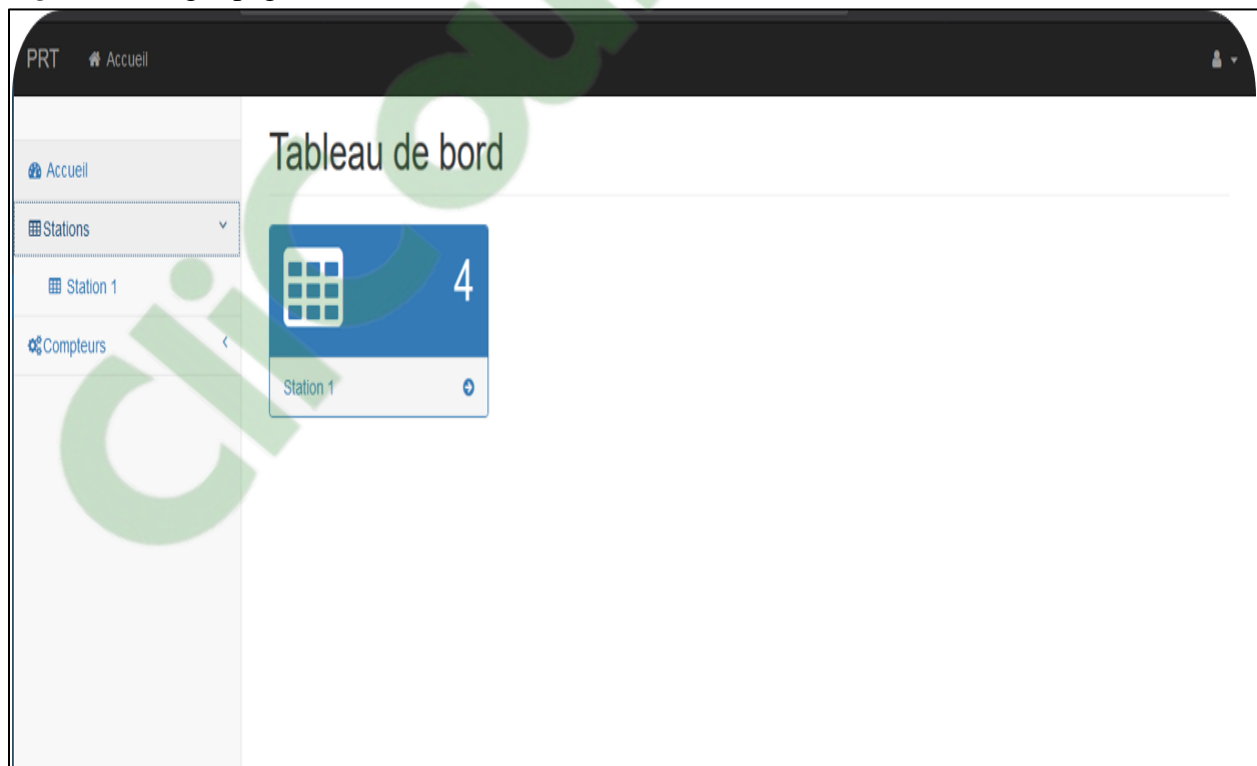 PRT Accueil
Tableau de bord
Accueil
Stations
Station 1
Compteurs
4
Station 1